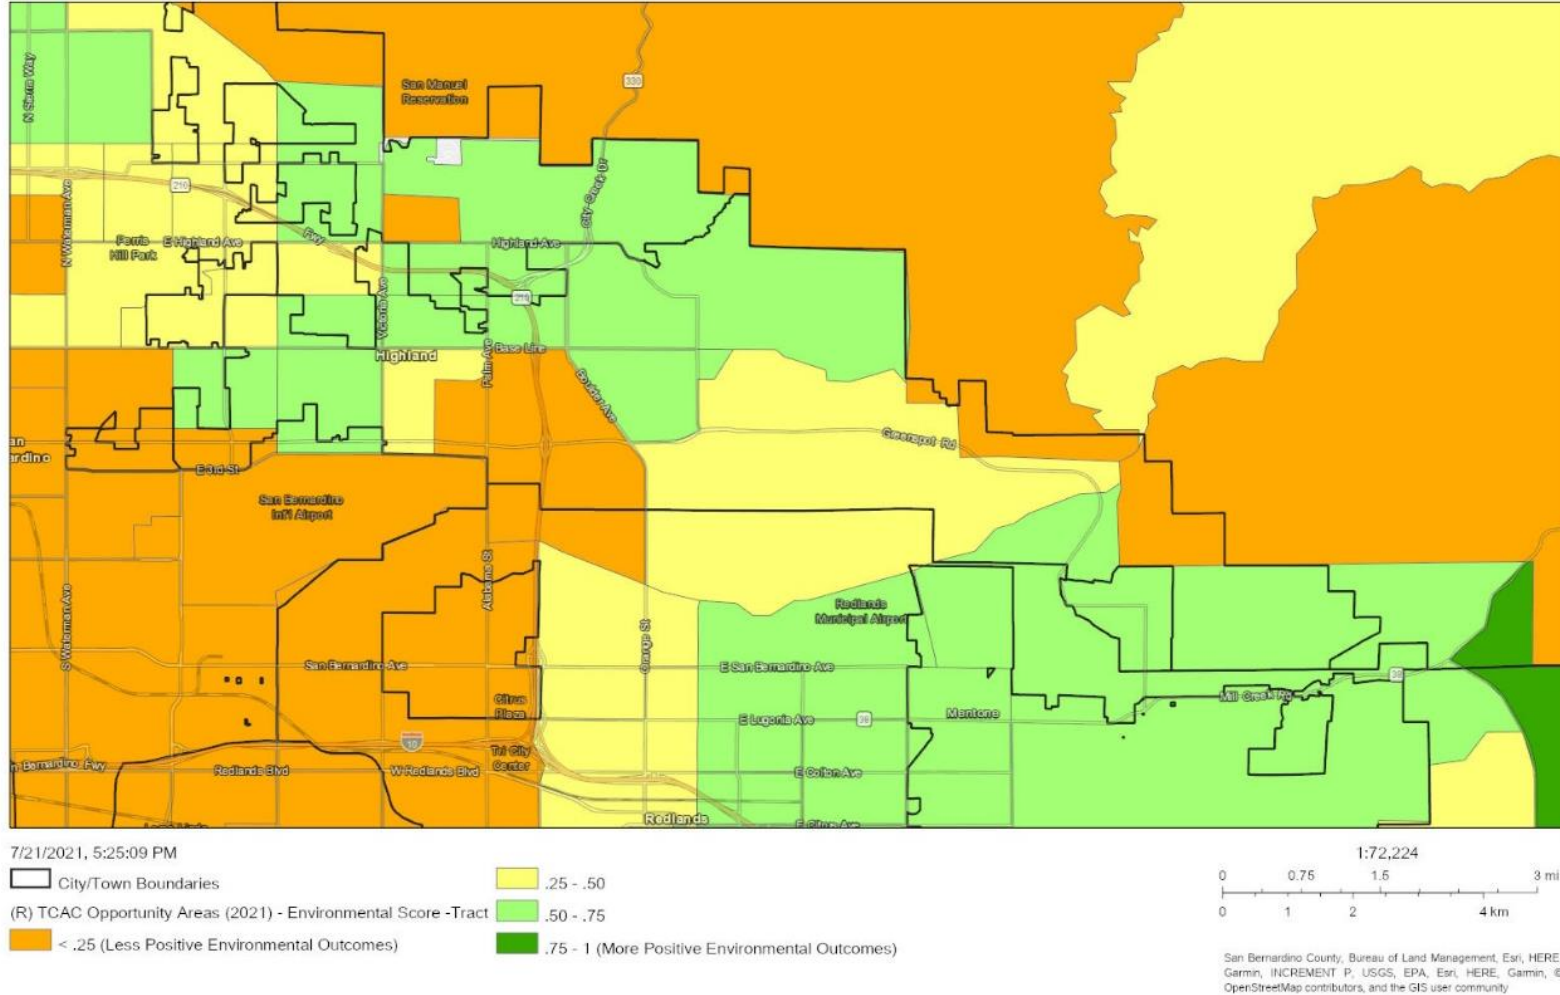 N Sierra Way
San Manuel
Reservation
330
City Creek Dr
210
N Waterman Ave
Perris
Hill Park
E Highland Ave
Fwy
Highland Ave
Victoria Ave
210
Highland
Palm Ave
Base Line
Boulder Ave
Greenspot Rd
an
ardino
E 3rd St
San Bernardino
Int'l Airport
Alabama St
S Waterman Ave
Orange St
Redlands
Municipal Airport
San Bernardino Ave
E San Bernardino Ave
38
Mill Creek Rd
Citrus
Plaza
E Lugonia Ave
38
Mentone
10
Tri City
Center
n Bernardino Fwy
Redlands Blvd
W Redlands Blvd
E Colton Ave
Redlands
E Citrus Ave
7/21/2021, 5:25:09 PM
City/Town Boundaries
(R) TCAC Opportunity Areas (2021) - Environmental Score -Tract
< .25 (Less Positive Environmental Outcomes)
.25 - .50
.50 - .75
.75 - 1 (More Positive Environmental Outcomes)
1:72,224
0 0.75 1.5 3 mi
0 1 2 4 km
San Bernardino County, Bureau of Land Management, Esri, HERE,
Garmin, INCREMENT P, USGS, EPA, Esri, HERE, Garmin, ©
OpenStreetMap contributors, and the GIS user community